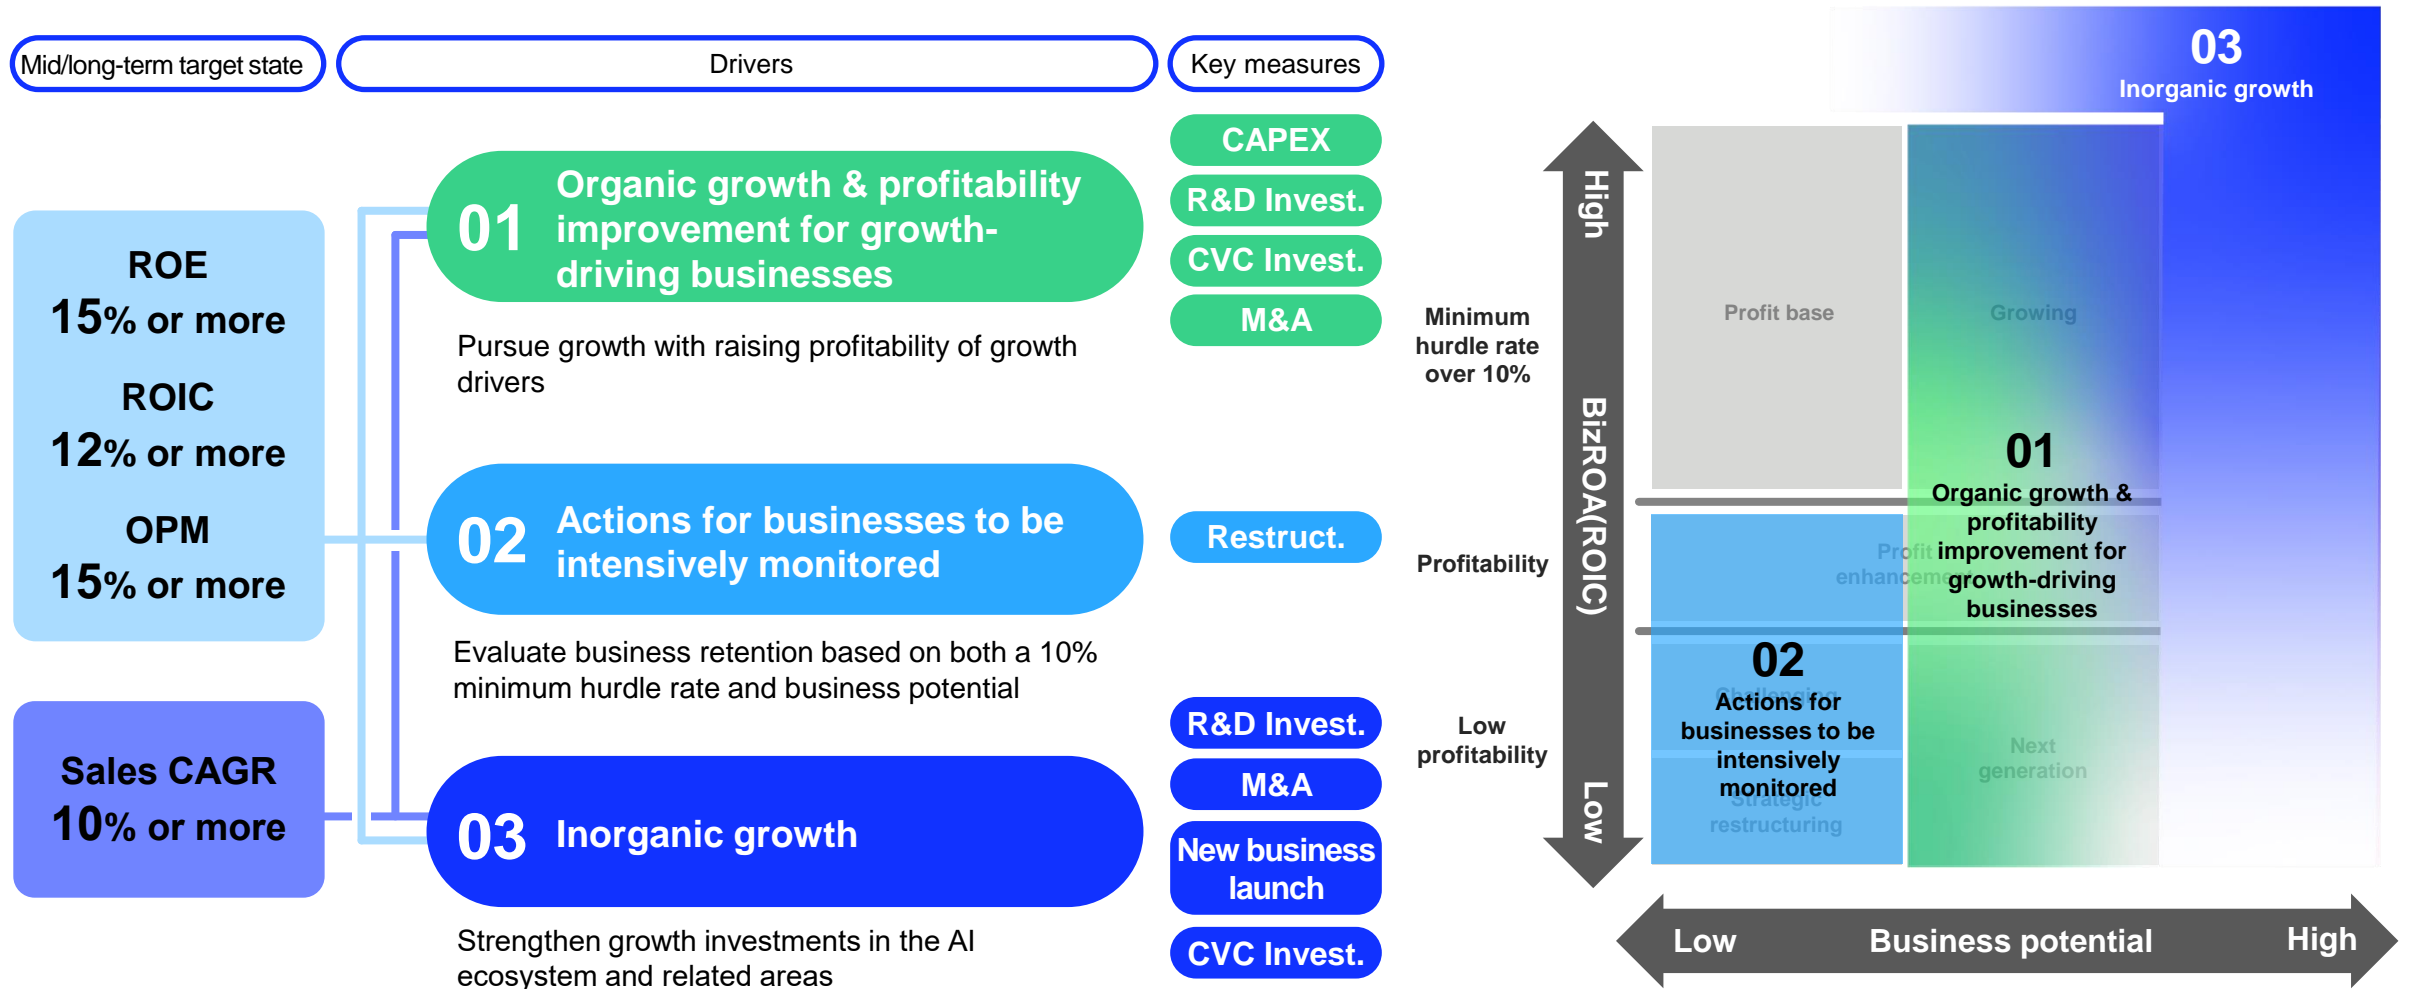 Mid/long-term target state
Drivers
Key measures
ROE
15% or more
ROIC
12% or more
OPM
15% or more
Sales CAGR
10% or more
01
Organic growth & profitability
improvement for growth-
driving businesses
Pursue growth with raising profitability of growth
drivers
CAPEX
R&D Invest.
CVC Invest.
M&A
02
Actions for businesses to be
intensively monitored
Evaluate business retention based on both a 10%
minimum hurdle rate and business potential
Restruct.
03
Inorganic growth
Strengthen growth investments in the AI
ecosystem and related areas
R&D Invest.
M&A
New business
launch
CVC Invest.
Minimum
hurdle rate
over 10%
Profitability
Low
profitability
High
BizROA(ROIC)
Low
03
Inorganic growth
Profit base
Growing
01
Organic growth &
profitability
improvement for
growth-driving
businesses
Profit
enhancement
02
Actions for
businesses to be
intensively
monitored
Challenging
Strategic
restructuring
Next
generation
Low
Business potential
High